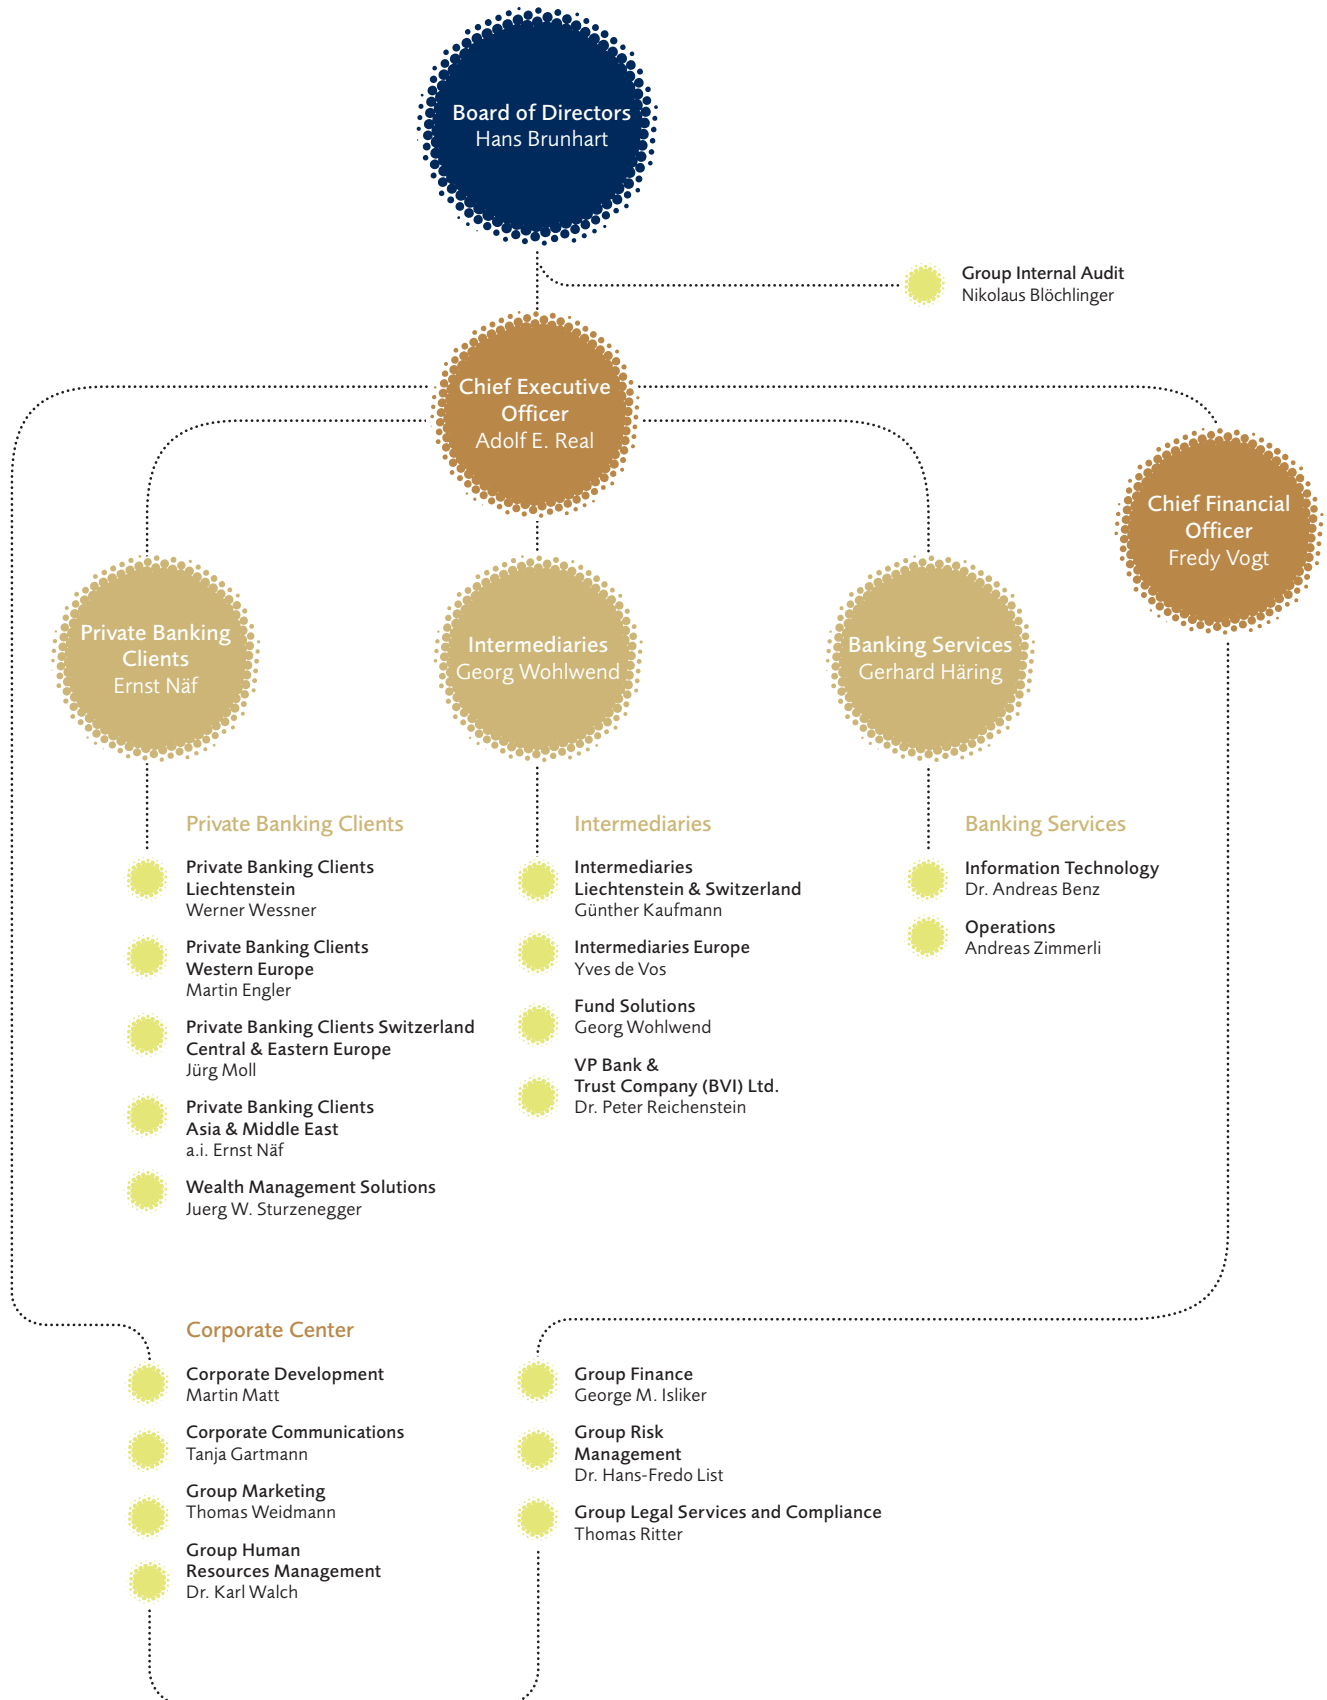 Board of Directors
Hans Brunhart
Group Internal Audit
Nikolaus Blöchlinger
Chief Executive
Officer
Adolf E. Real
Chief Financial
Officer
Fredy Vogt
Private Banking
Clients
Ernst Näf
Intermediaries
Georg Wohlwend
Banking Services
Gerhard Häring
Private Banking Clients
Private Banking Clients
Liechtenstein
Werner Wessner
Private Banking Clients
Western Europe
Martin Engler
Private Banking Clients Switzerland
Central & Eastern Europe
Jürg Moll
Private Banking Clients
Asia & Middle East
a.i. Ernst Näf
Wealth Management Solutions
Juerg W. Sturzenegger
Intermediaries
Intermediaries
Liechtenstein & Switzerland
Günther Kaufmann
Intermediaries Europe
Yves de Vos
Fund Solutions
Georg Wohlwend
VP Bank &
Trust Company (BVI) Ltd.
Dr. Peter Reichenstein
Banking Services
Information Technology
Dr. Andreas Benz
Operations
Andreas Zimmerli
Corporate Center
Corporate Development
Martin Matt
Corporate Communications
Tanja Gartmann
Group Marketing
Thomas Weidmann
Group Human
Resources Management
Dr. Karl Walch
Group Finance
George M. Isliker
Group Risk
Management
Dr. Hans-Fredo List
Group Legal Services and Compliance
Thomas Ritter